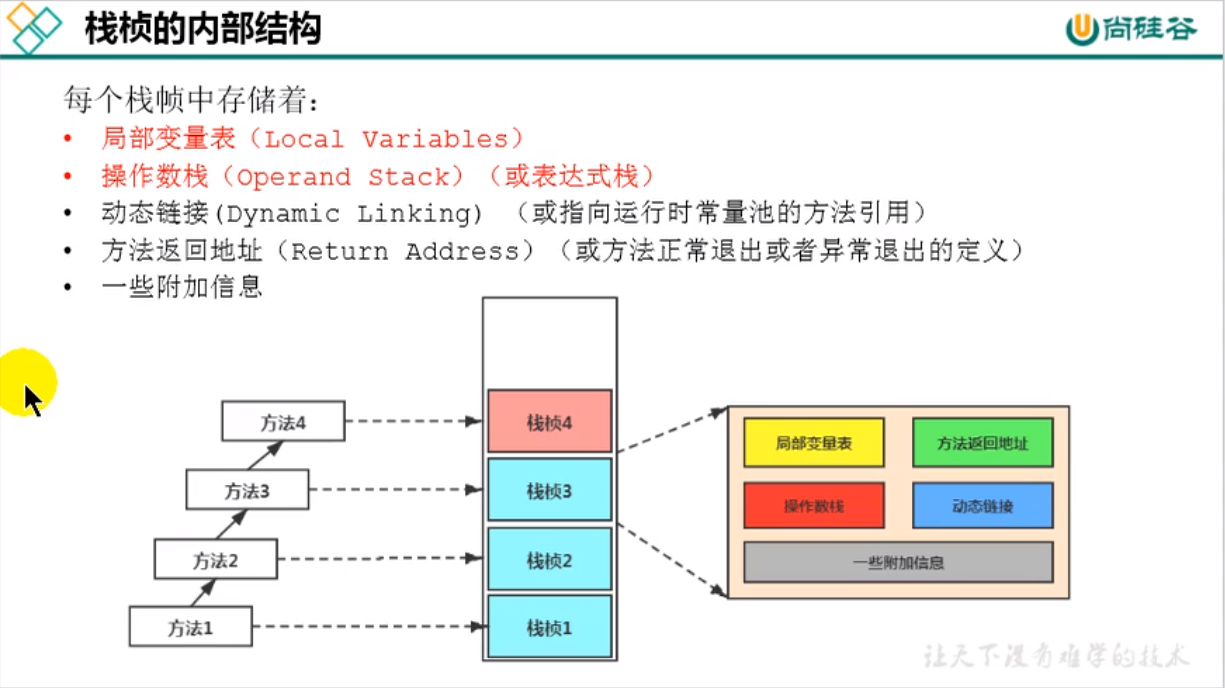 栈桢的内部结构
尚硅谷
每个栈帧中存储着：
• 局部变量表（Local Variables）
• 操作数栈（Operand Stack）（或表达式栈）
• 动态链接(Dynamic Linking) （或指向运行时常量池的方法引用）
• 方法返回地址（Return Address）（或方法正常退出或者异常退出的定义）
• 一些附加信息
方法4
栈桢4
方法3
栈桢3
方法2
栈桢2
方法1
栈桢1
局部变量表
方法返回地址
操作数栈
动态链接
一些附加信息
让天下没有难学的技术